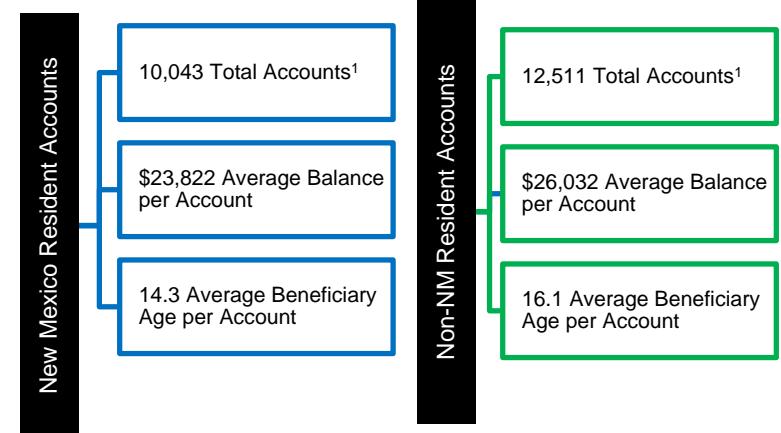 New Mexico Resident Accounts
10,043 Total Accounts¹
$23,822 Average Balance
per Account
14.3 Average Beneficiary
Age per Account
Non-NM Resident Accounts
12,511 Total Accounts¹
$26,032 Average Balance
per Account
16.1 Average Beneficiary
Age per Account